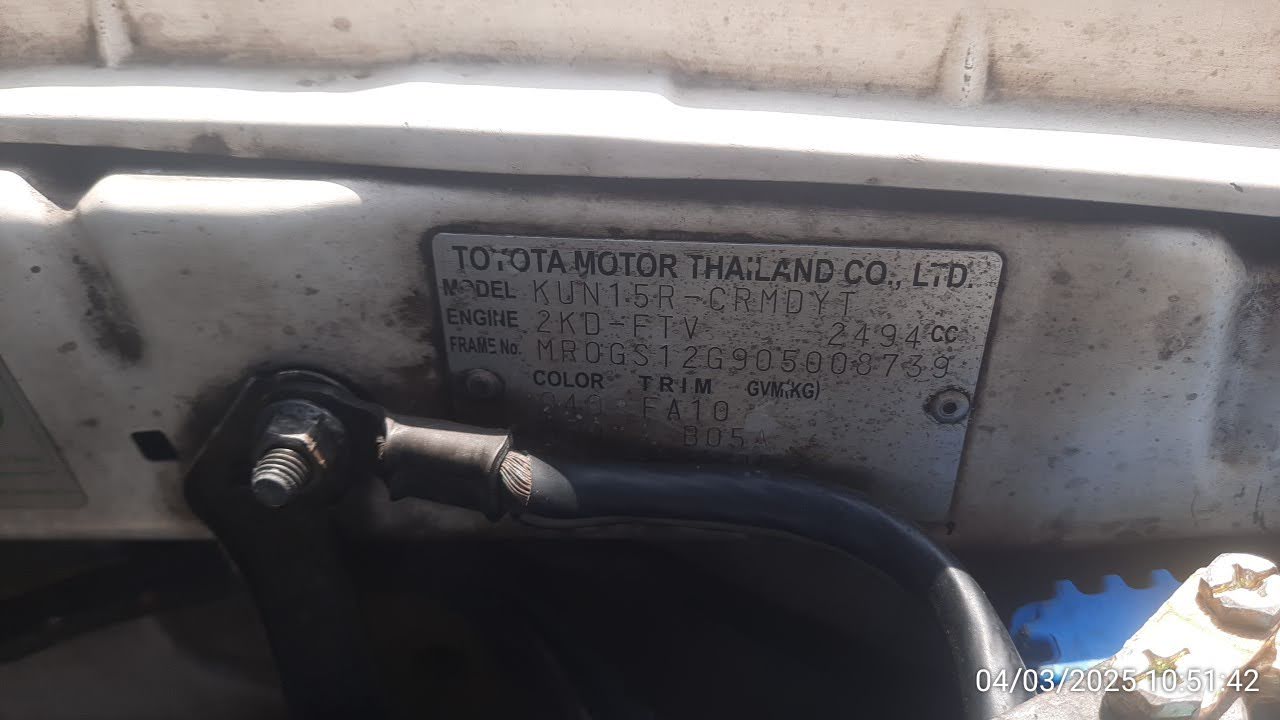 TOYOTA MOTOR THAILAND CO., LTD.
MODEL KUN15R-CRMDYT
ENGINE 2KD-FTV 2494 CC
FRAME No. MR0GS12G905008739
COLOR TRIM GVM(KG)
040 FA10
B05A
04/03/2025 10:51:42